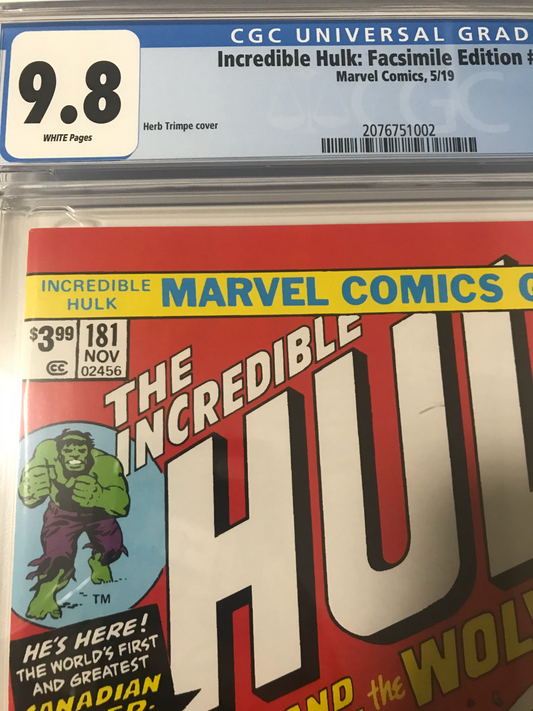 CGC UNIVERSAL GRAD
Incredible Hulk: Facsimile Edition #
Marvel Comics, 5/19
9.8
WHITE Pages
Herb Trimpe cover
2076751002
CGC
INCREDIBLE
HULK
MARVEL COMICS
$3.99
CC
181
NOV
02456
THE
INCREDIBLE
HUL
TM
HE'S HERE!
THE WORLD'S FIRST
AND GREATEST
CANADIAN
AND the WOL